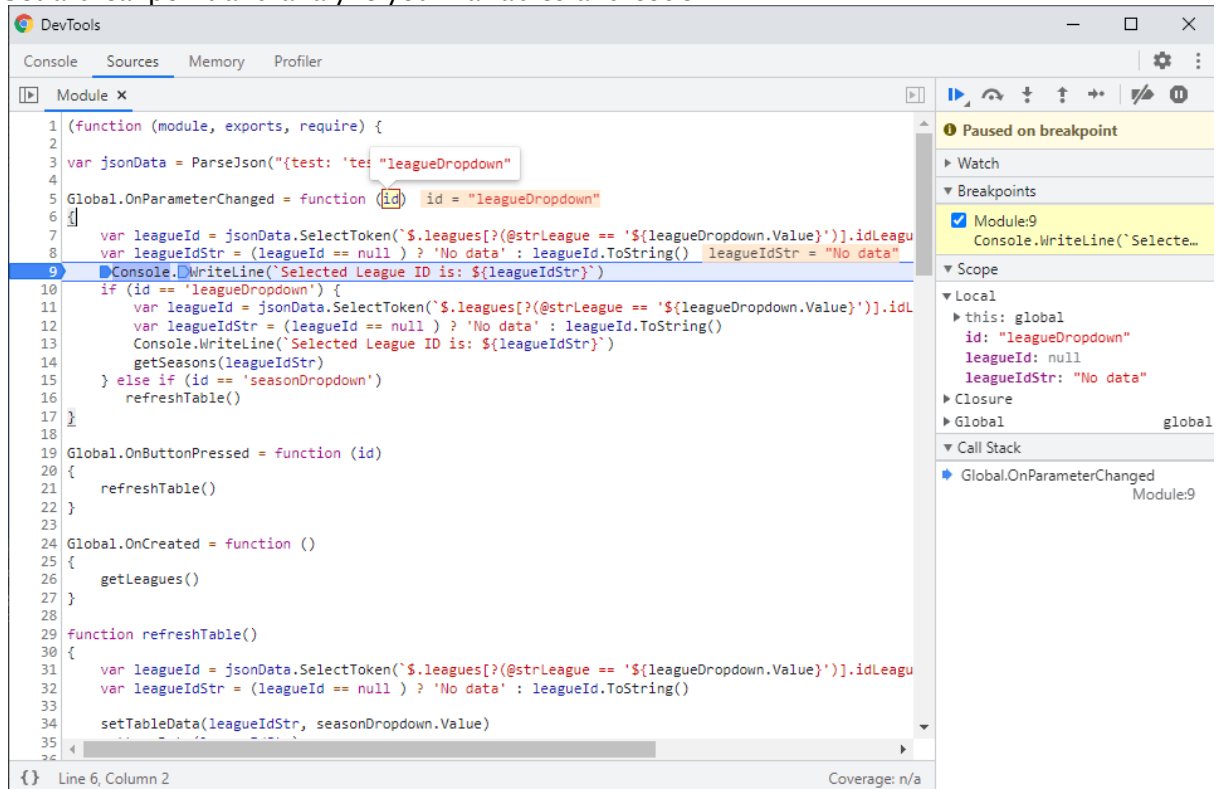 DevTools
Console Sources Memory Profiler
Module
1 (function (module, exports, require) {
2
3 var jsonData = ParseJson("{test: 'tes "leagueDropdown"
4
5 Global.OnParameterChanged = function (id) id = "leagueDropdown"
6 {
7 var leagueId = jsonData.SelectToken(`$.leagues[?(@strLeague == '${leagueDropdown.Value}')].idLeagu
8 var leagueIdStr = (leagueId == null ) ? 'No data' : leagueId.ToString() leagueIdStr = "No data"
9 Console.WriteLine(`Selected League ID is: ${leagueIdStr}`)
10 if (id == 'leagueDropdown') {
11 var leagueId = jsonData.SelectToken(`$.leagues[?(@strLeague == '${leagueDropdown.Value}')].idL
12 var leagueIdStr = (leagueId == null ) ? 'No data' : leagueId.ToString()
13 Console.WriteLine(`Selected League ID is: ${leagueIdStr}`)
14 getSeasons(leagueIdStr)
15 } else if (id == 'seasonDropdown')
16 refreshTable()
17 }
18
19 Global.OnButtonPressed = function (id)
20 {
21 refreshTable()
22 }
23
24 Global.OnCreated = function ()
25 {
26 getLeagues()
27 }
28
29 function refreshTable()
30 {
31 var leagueId = jsonData.SelectToken(`$.leagues[?(@strLeague == '${leagueDropdown.Value}')].idLeagu
32 var leagueIdStr = (leagueId == null ) ? 'No data' : leagueId.ToString()
33
34 setTableData(leagueIdStr, seasonDropdown.Value)
35
{} Line 6, Column 2
Coverage: n/a
Paused on breakpoint
Watch
Breakpoints
Module:9
Console.WriteLine(`Selecte…
Scope
Local
this: global
id: "leagueDropdown"
leagueId: null
leagueIdStr: "No data"
Closure
Global global
Call Stack
Global.OnParameterChanged
Module:9